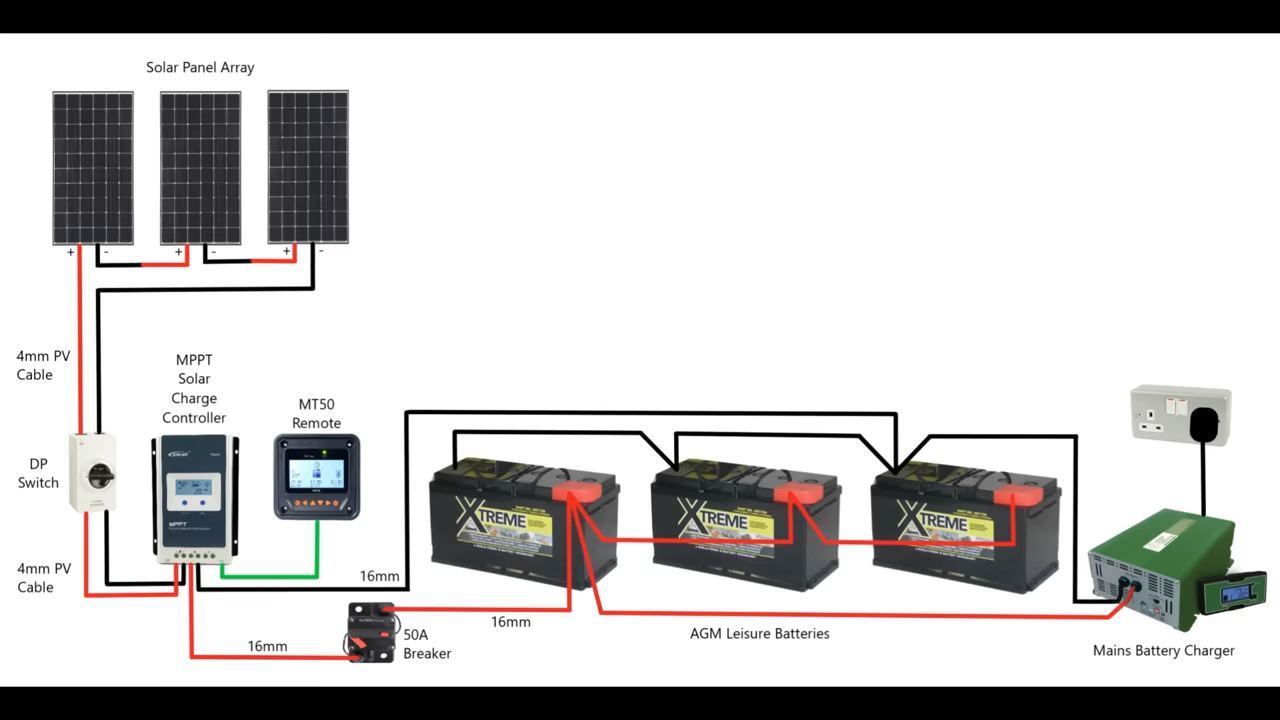 Solar Panel Array
+ - + - + -
4mm PV
Cable
MPPT
Solar
Charge
Controller
MT50
Remote
DP
Switch
MPPT
4mm PV
Cable
16mm
XTREME
XTREME
XTREME
16mm
50A
Breaker
16mm
AGM Leisure Batteries
Mains Battery Charger